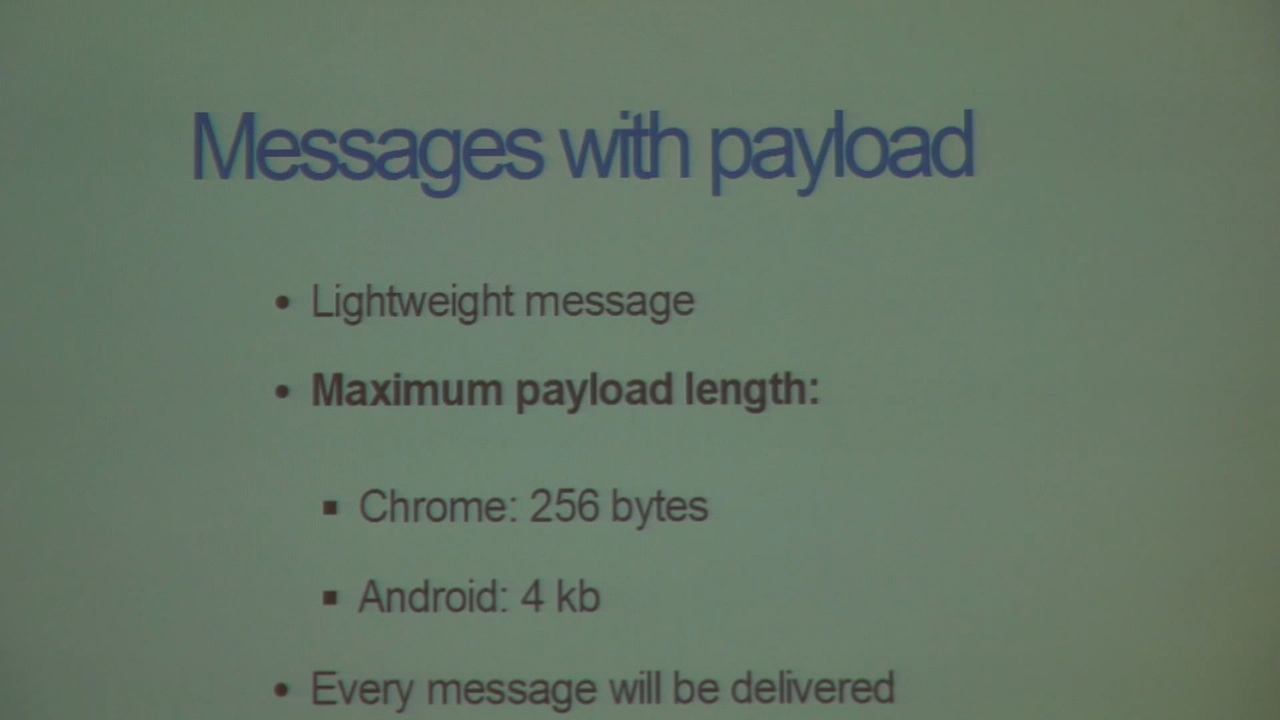 Messages with payload
• Lightweight message
• Maximum payload length:
▪ Chrome: 256 bytes
▪ Android: 4 kb
• Every message will be delivered